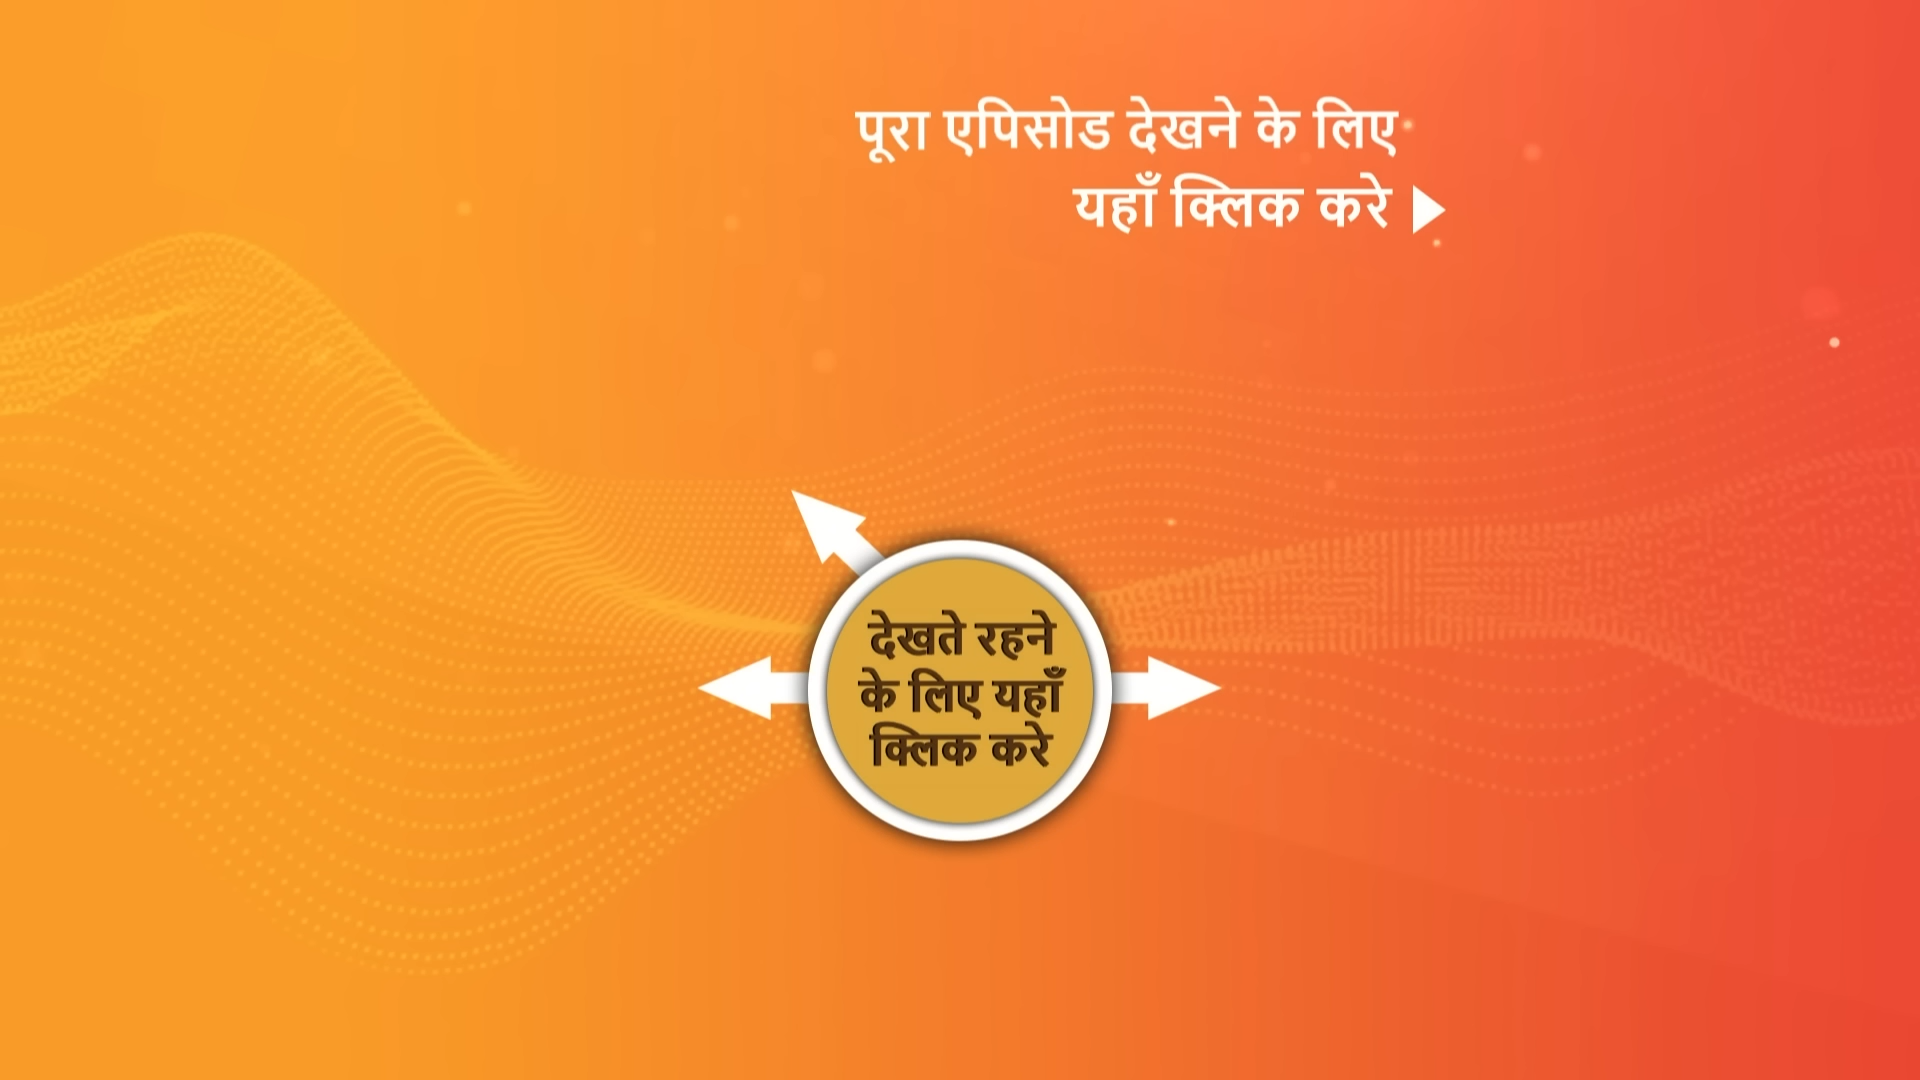 पूरा एपिसोड देखने के लिए
यहाँ क्लिक करे
देखते रहने
के लिए यहाँ
क्लिक करे